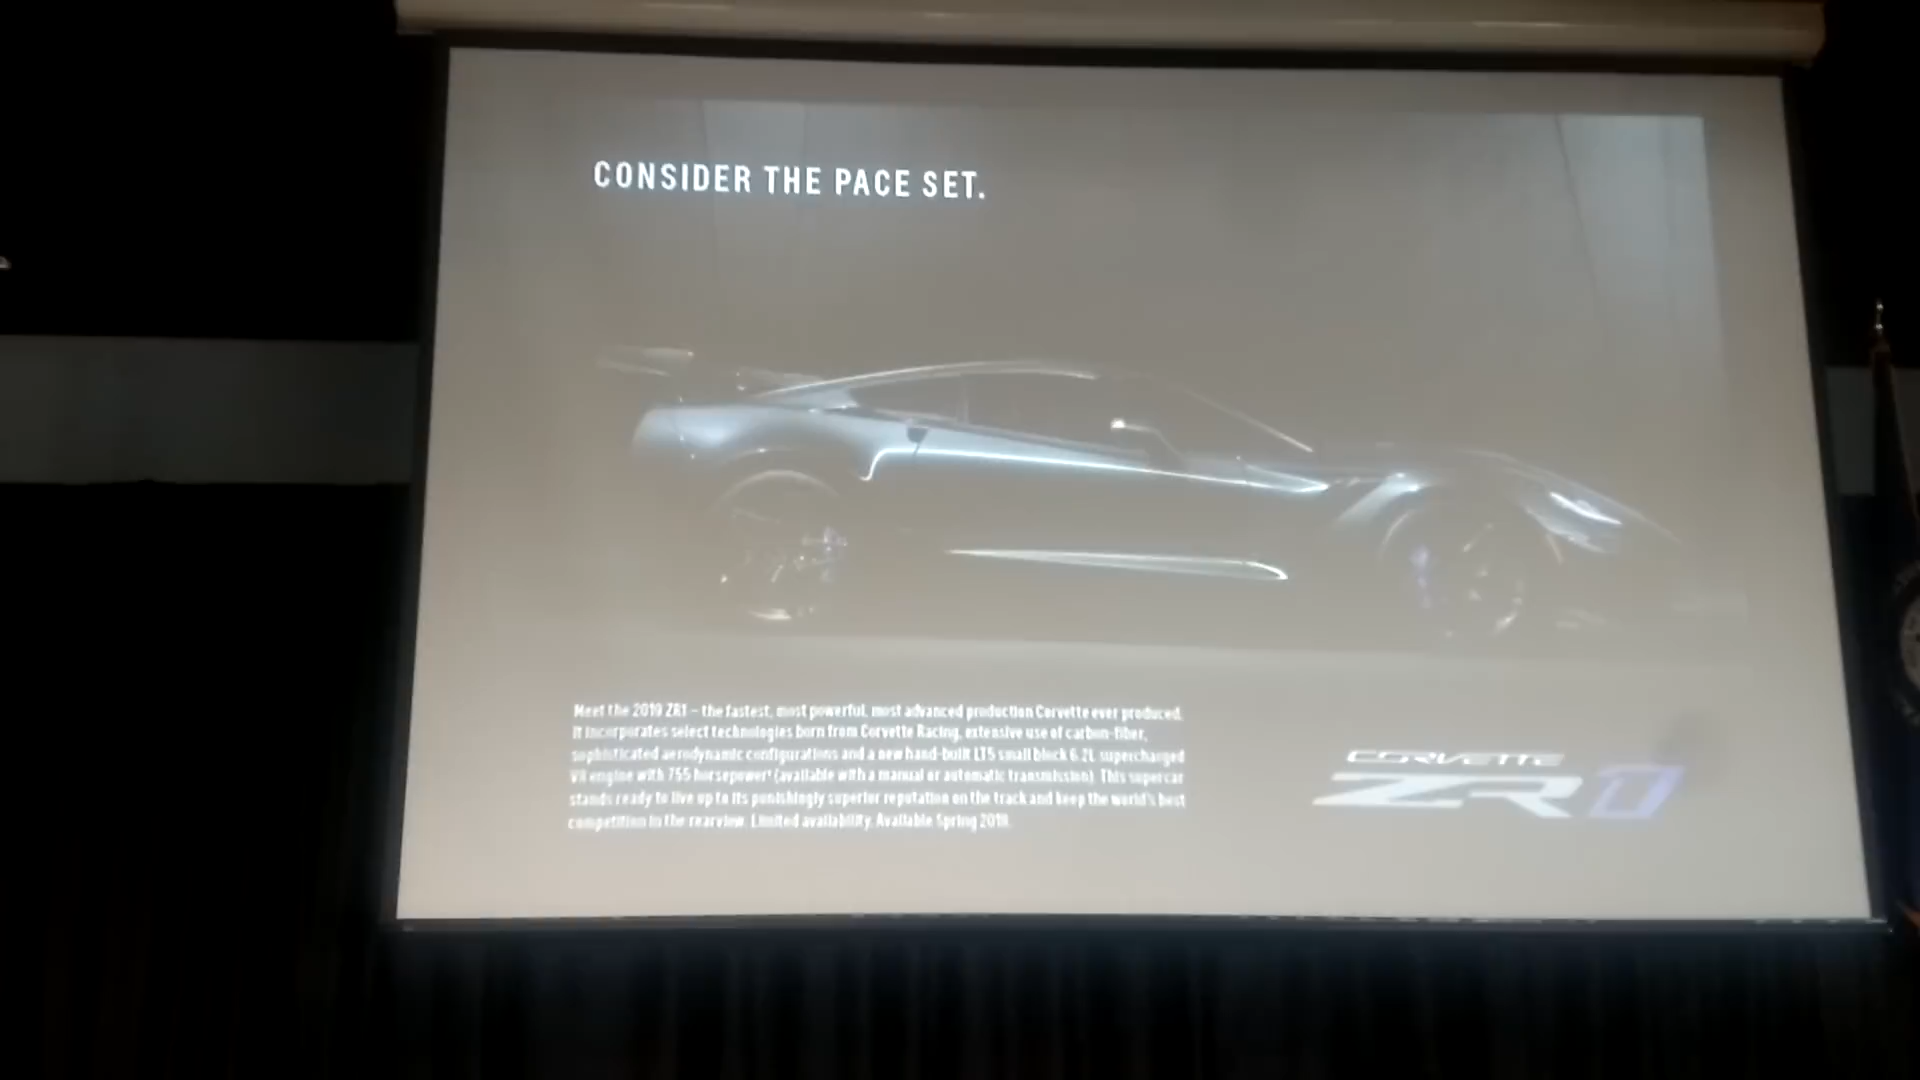 CONSIDER THE PACE SET.
Meet the 2019 ZR1 – the fastest, most powerful, most advanced production Corvette ever produced.
It incorporates select technologies born from Corvette Racing, extensive use of carbon-fiber,
sophisticated aerodynamic configurations and a new hand-built LT5 small block 6.2L supercharged
V8 engine with 755 horsepower¹ (available with a manual or automatic transmission). This supercar
stands ready to live up to its punishingly superior reputation on the track and keep the world's best
competition in the rearview. Limited availability. Available Spring 2018.
CORVETTE
ZR1